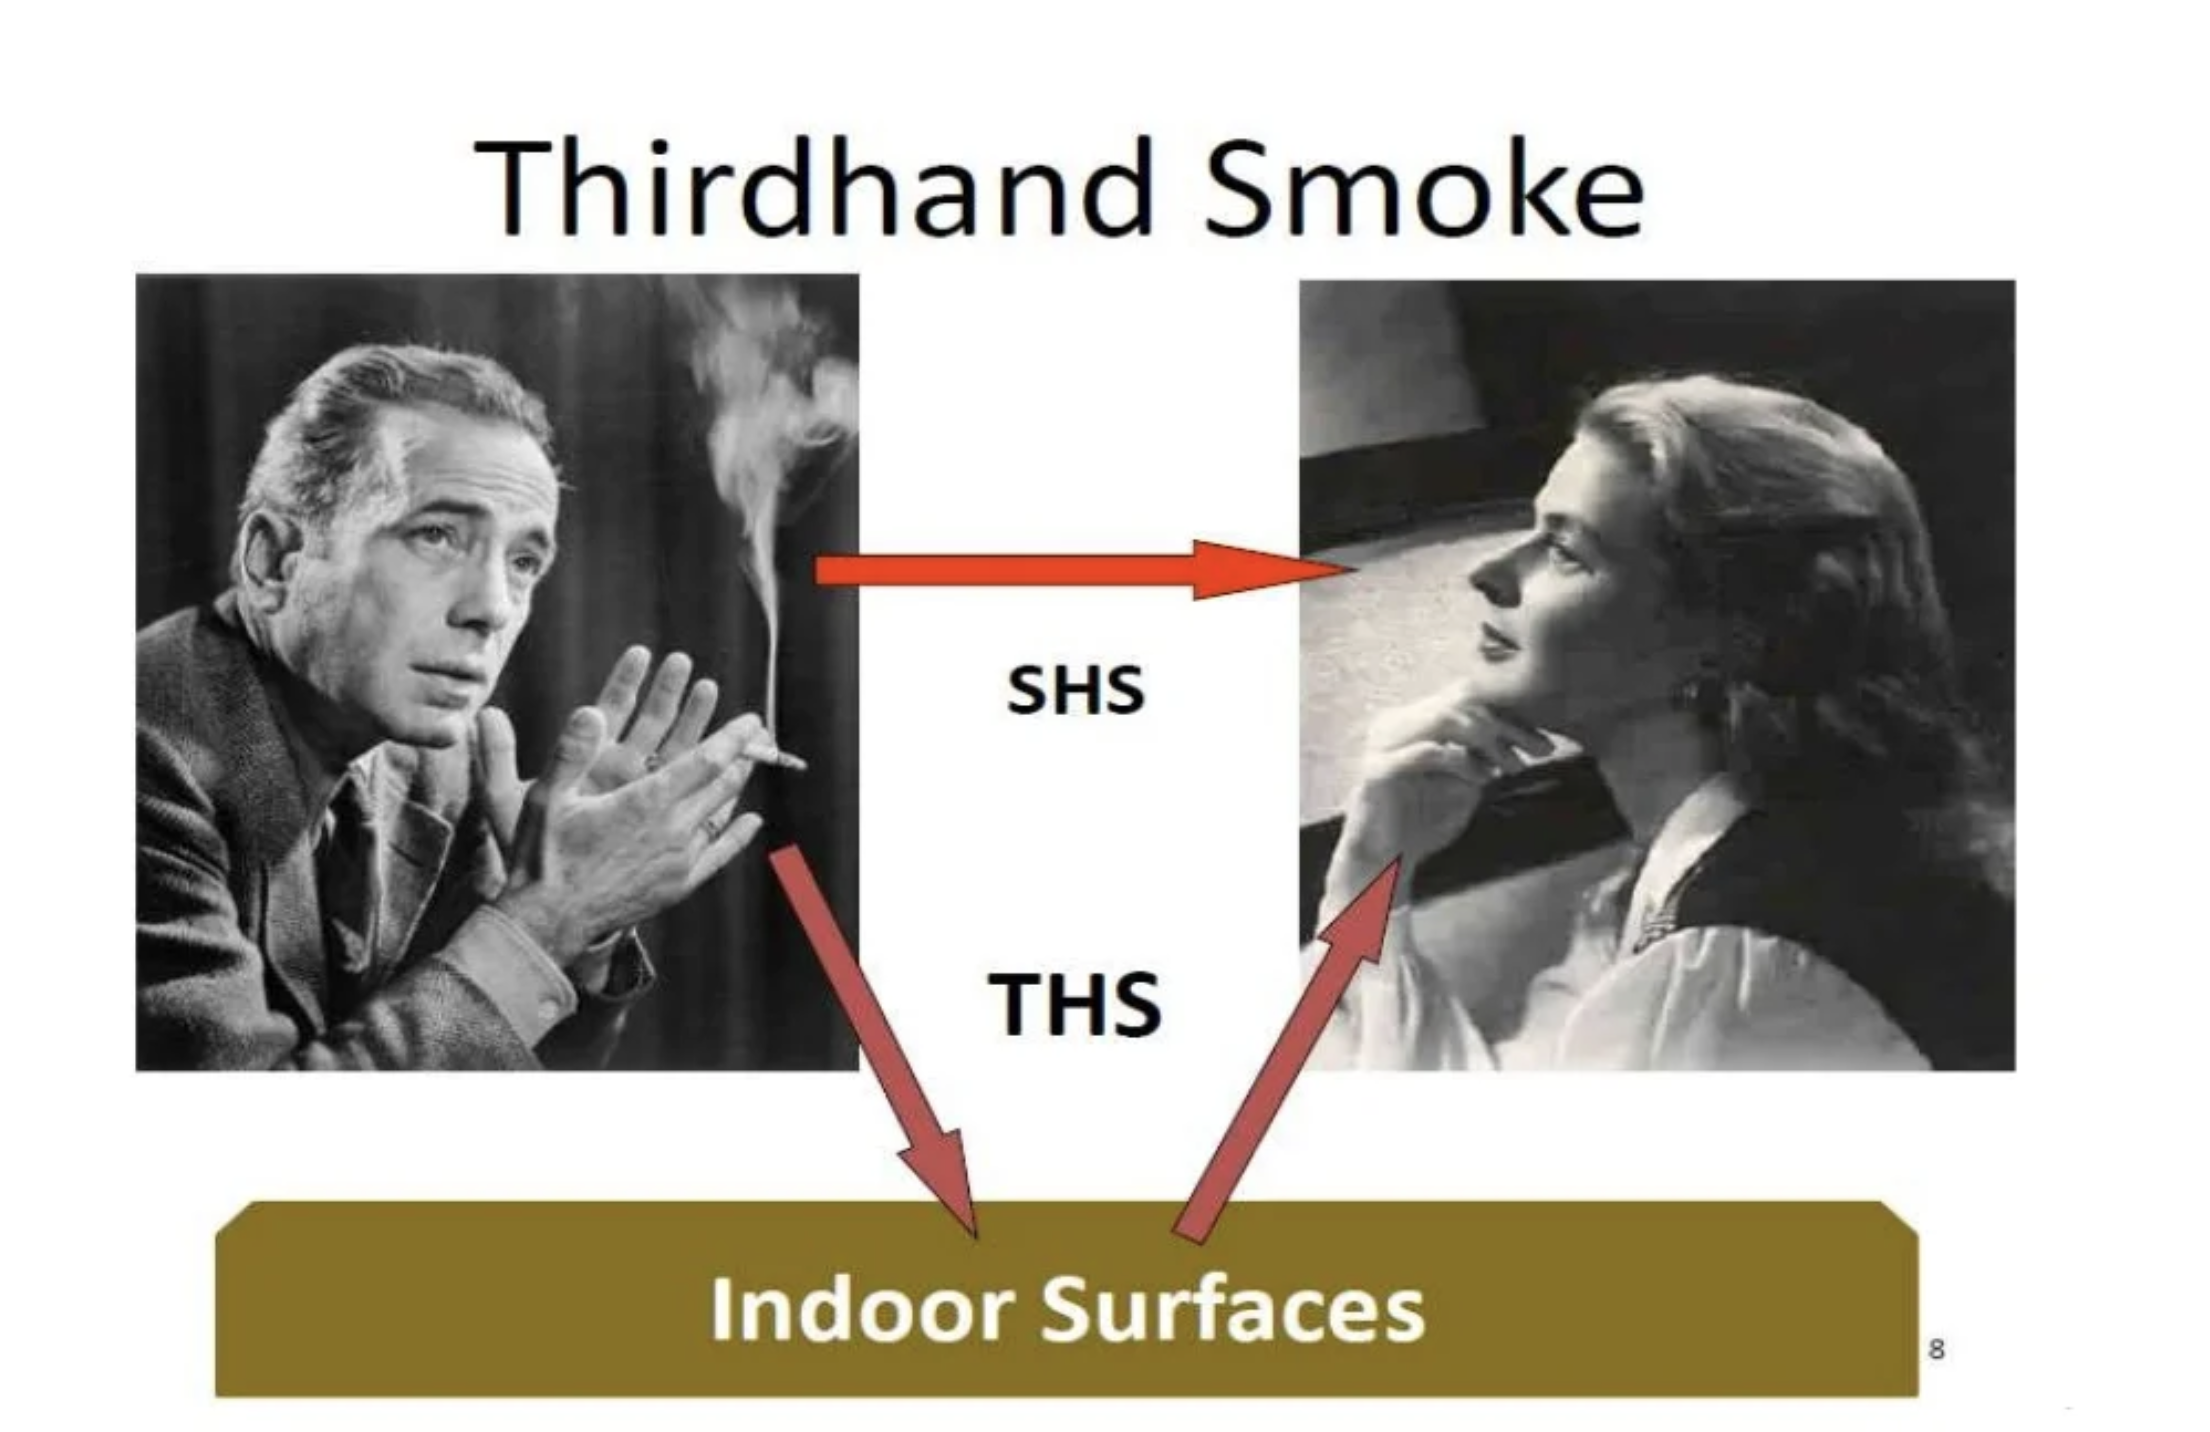 Thirdhand Smoke
SHS
THS
Indoor Surfaces
8